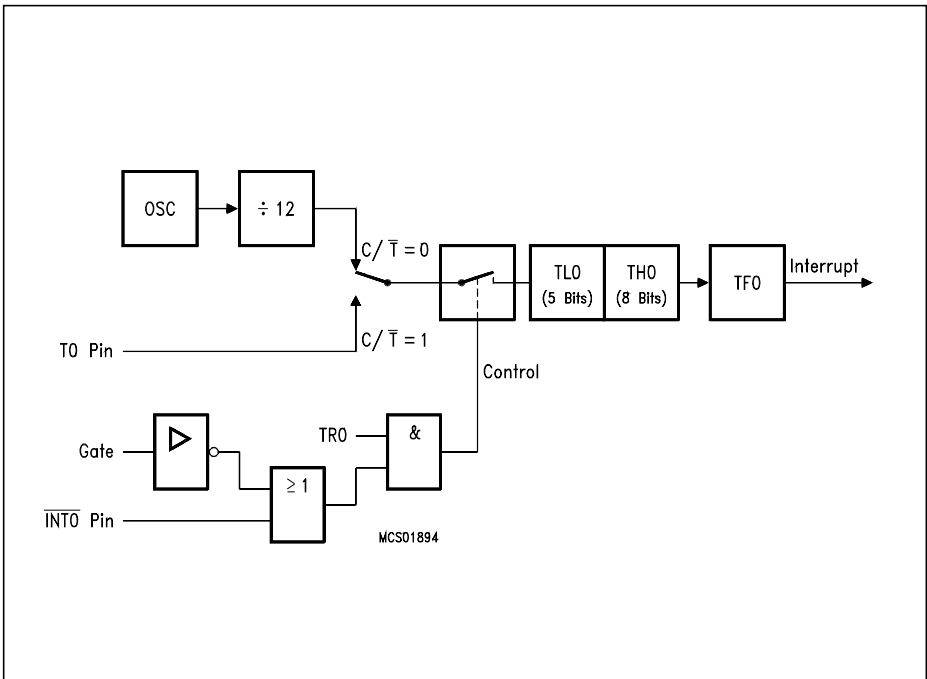 OSC
÷ 12
C/T̅ = 0
TL0
(5 Bits)
TH0
(8 Bits)
TF0
Interrupt
C/T̅ = 1
T0 Pin
Control
TR0
&
Gate
≥ 1
I̅N̅T̅0̅ Pin
MCS01894